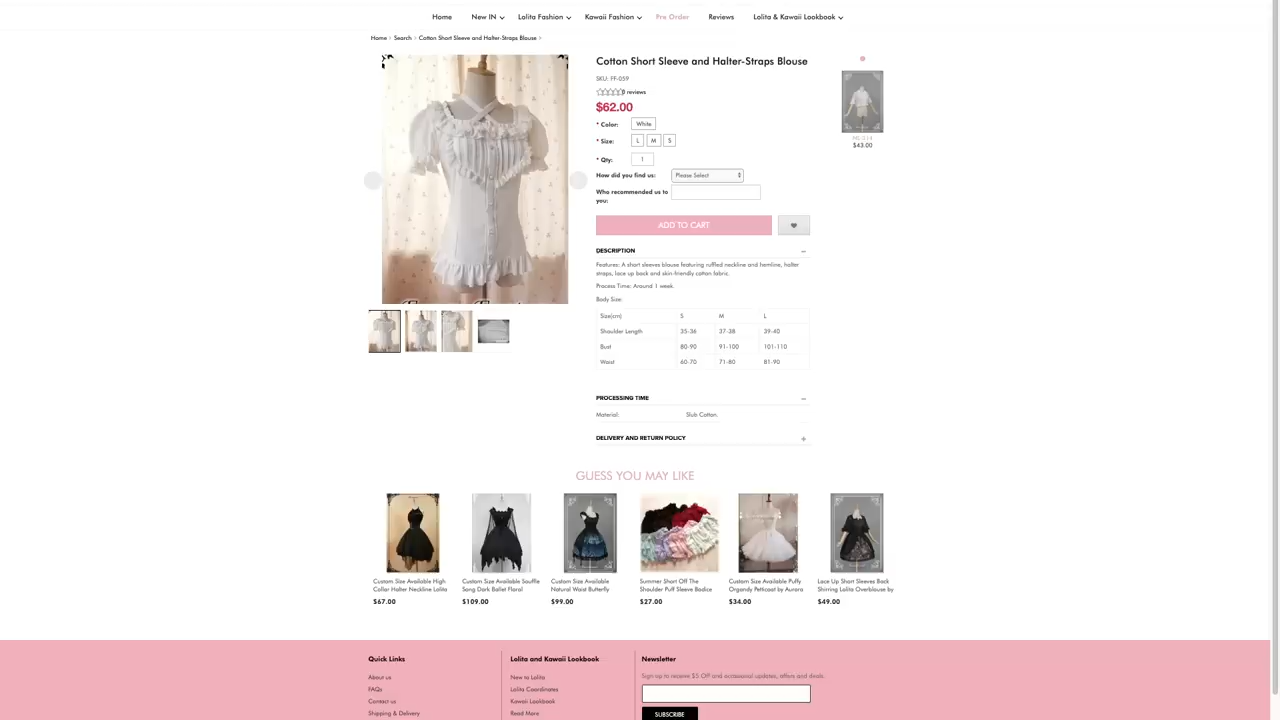 Home New IN Lolita Fashion Kawaii Fashion Pre Order Reviews Lolita & Kawaii Lookbook
Home > Search > Cotton Short Sleeve and Halter-Straps Blouse >
Cotton Short Sleeve and Halter-Straps Blouse
SKU: FF-059
0 reviews
$62.00
* Color: White
* Size: L M S
* Qty: 1
How did you find us: Please Select
Who recommended us to
you:
ADD TO CART
$43.00
DESCRIPTION
Features: A short sleeves blouse featuring ruffled neckline and hemline, halter
straps, lace up back and skin-friendly cotton fabric.
Process Time: Around 1 week.
Body Size:
Size(cm) S M L
Shoulder Length 35-36 37-38 39-40
Bust 80-90 91-100 101-110
Waist 60-70 71-80 81-90
PROCESSING TIME
Material: Slub Cotton.
DELIVERY AND RETURN POLICY
GUESS YOU MAY LIKE
Custom Size Available High
Collar Halter Neckline Lolita
$67.00
Custom Size Available Souffle
Song Dark Ballet Floral
$109.00
Custom Size Available
Natural Waist Butterfly
$99.00
Summer Short Off The
Shoulder Puff Sleeve Bodice
$27.00
Custom Size Available Puffy
Organdy Petticoat by Aurora
$34.00
Lace Up Short Sleeves Back
Shirring Lolita Overblouse by
$49.00
Quick Links
About us
FAQs
Contact us
Shipping & Delivery
Lolita and Kawaii Lookbook
New to Lolita
Lolita Coordinates
Kawaii Lookbook
Read More
Newsletter
Sign up to receive $5 Off and occasional updates, offers and deals.
SUBSCRIBE